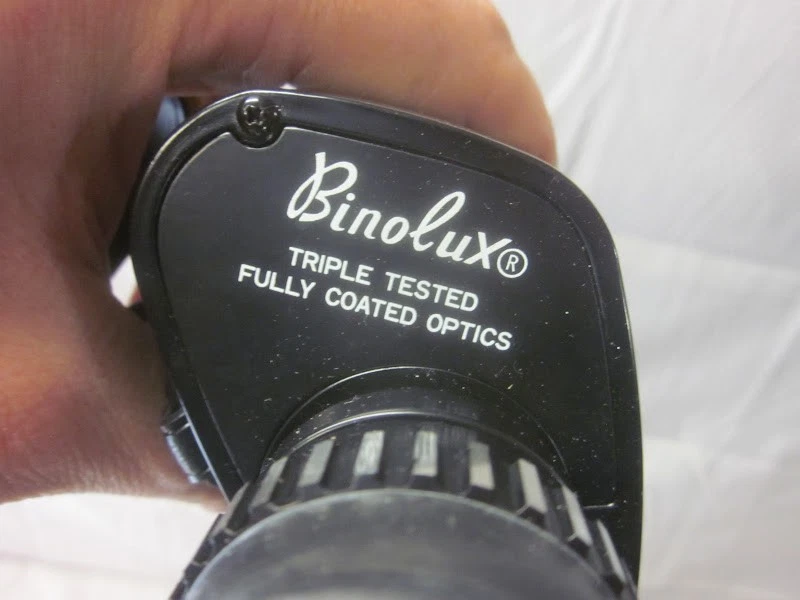 Binolux®
TRIPLE TESTED
FULLY COATED OPTICS